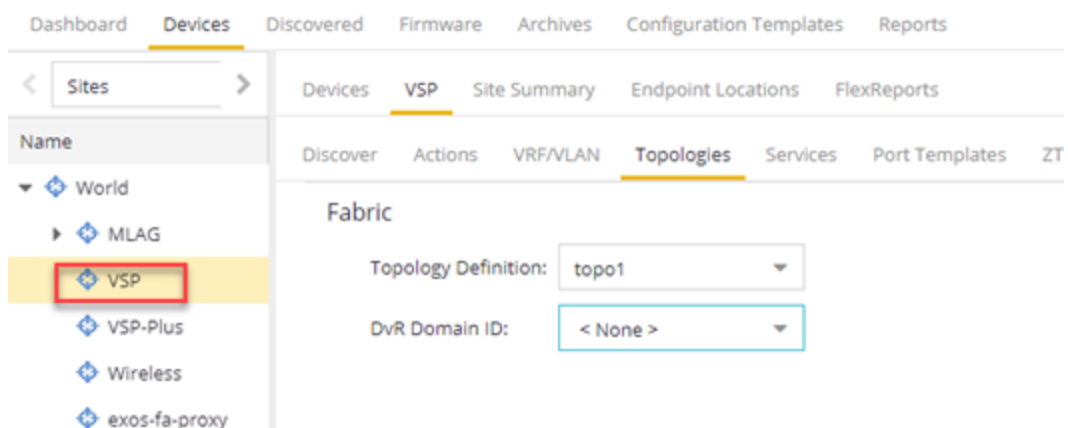 Dashboard Devices Discovered Firmware Archives Configuration Templates Reports
Sites
Devices VSP Site Summary Endpoint Locations FlexReports
Name
Discover Actions VRF/VLAN Topologies Services Port Templates ZT
World
MLAG
VSP
VSP-Plus
Wireless
exos-fa-proxy
Fabric
Topology Definition: topo1
DvR Domain ID: < None >